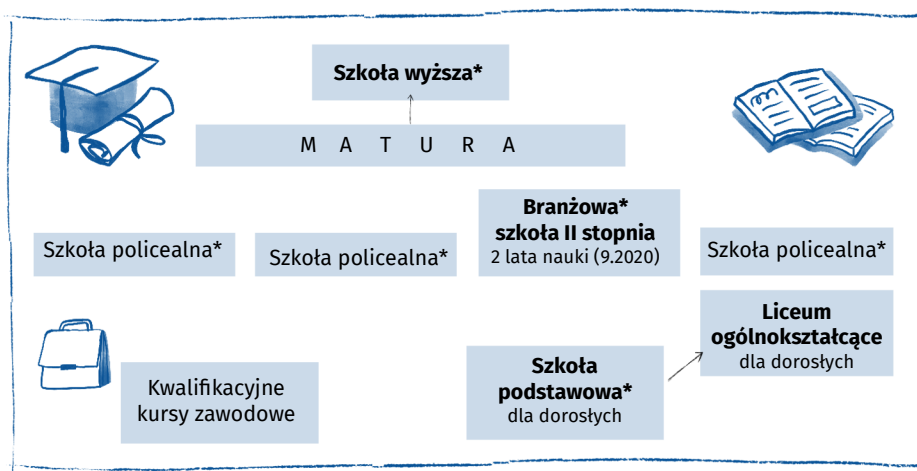 Szkoła wyższa*
M A T U R A
Branżowa*
szkoła II stopnia
2 lata nauki (9.2020)
Szkoła policealna*
Szkoła policealna*
Szkoła policealna*
Liceum
ogólnokształcące
dla dorosłych
Szkoła
podstawowa*
dla dorosłych
Kwalifikacyjne
kursy zawodowe